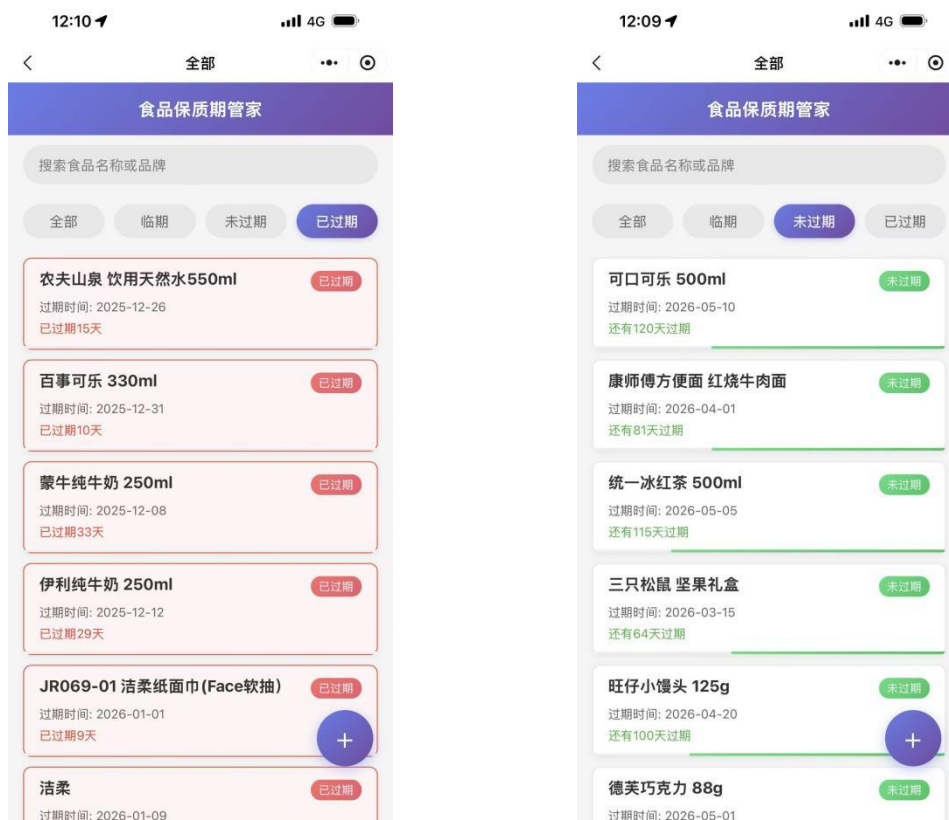 12:10
4G
全部
食品保质期管家
搜索食品名称或品牌
全部 临期 未过期 已过期
农夫山泉 饮用天然水550ml 已过期
过期时间: 2025-12-26
已过期15天
百事可乐 330ml 已过期
过期时间: 2025-12-31
已过期10天
蒙牛纯牛奶 250ml 已过期
过期时间: 2025-12-08
已过期33天
伊利纯牛奶 250ml 已过期
过期时间: 2025-12-12
已过期29天
JR069-01 洁柔纸面巾(Face软抽） 已过期
过期时间: 2026-01-01
已过期9天
+
洁柔 已过期
过期时间: 2026-01-09
12:09
4G
全部
食品保质期管家
搜索食品名称或品牌
全部 临期 未过期 已过期
可口可乐 500ml 未过期
过期时间: 2026-05-10
还有120天过期
康师傅方便面 红烧牛肉面 未过期
过期时间: 2026-04-01
还有81天过期
统一冰红茶 500ml 未过期
过期时间: 2026-05-05
还有115天过期
三只松鼠 坚果礼盒 未过期
过期时间: 2026-03-15
还有64天过期
旺仔小馒头 125g 未过期
过期时间: 2026-04-20
还有100天过期
+
德芙巧克力 88g 未过期
过期时间: 2026-05-01